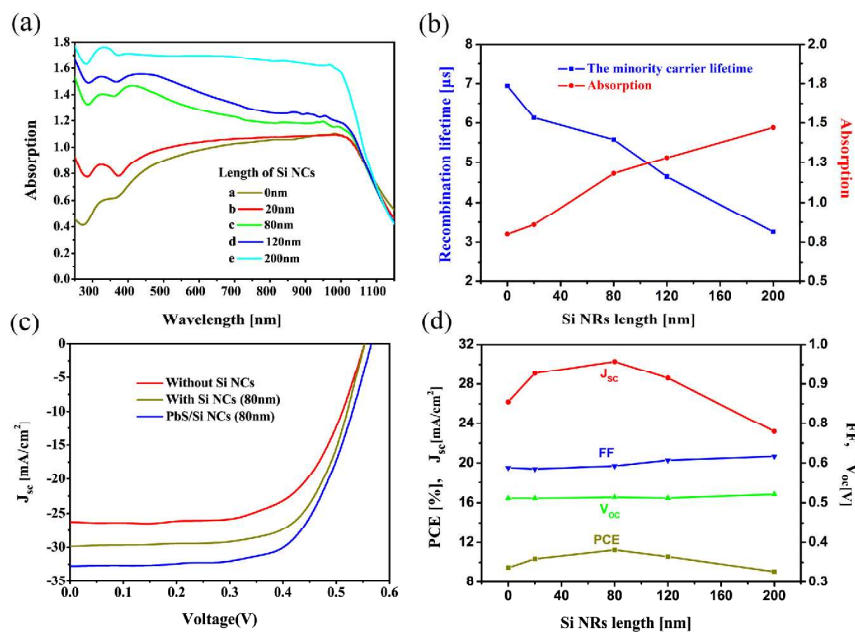 (a)
1.8
1.6
1.4
1.2
1.0
0.8
0.6
0.4
0.2
0.0
Absorption
Length of Si NCs
a 0nm
b 20nm
c 80nm
d 120nm
e 200nm
300 400 500 600 700 800 900 1000 1100
Wavelength [nm]
(b)
8
7
6
5
4
3
2
1
Recombination lifetime [μs]
The minority carrier lifetime
Absorption
2.0
1.8
1.5
1.3
1.0
0.8
0.5
Absorption
0 40 80 120 160 200
Si NRs length [nm]
(c)
0
-5
-10
-15
-20
-25
-30
-35
Jsc [mA/cm2]
Without Si NCs
With Si NCs (80nm)
PbS/Si NCs (80nm)
0.0 0.1 0.2 0.3 0.4 0.5 0.6
Voltage(V)
(d)
32
28
24
20
16
12
8
PCE [%], Jsc[mA/cm2]
JSC
FF
VOC
PCE
1.0
0.9
0.8
0.6
0.5
0.4
0.3
FF, Voc[V]
0 40 80 120 160 200
Si NRs length [nm]